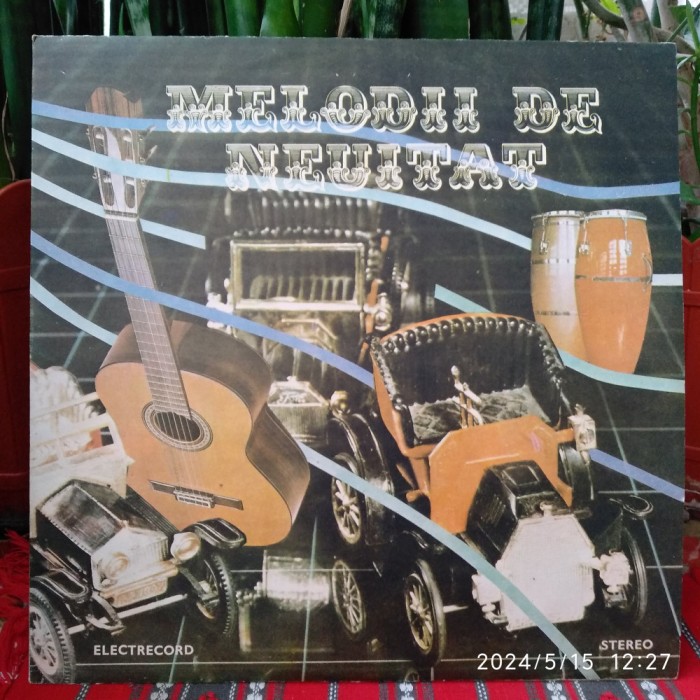 MELODII DE
NEUITAT
ELECTRECORD
STEREO
2024/5/15 12:27